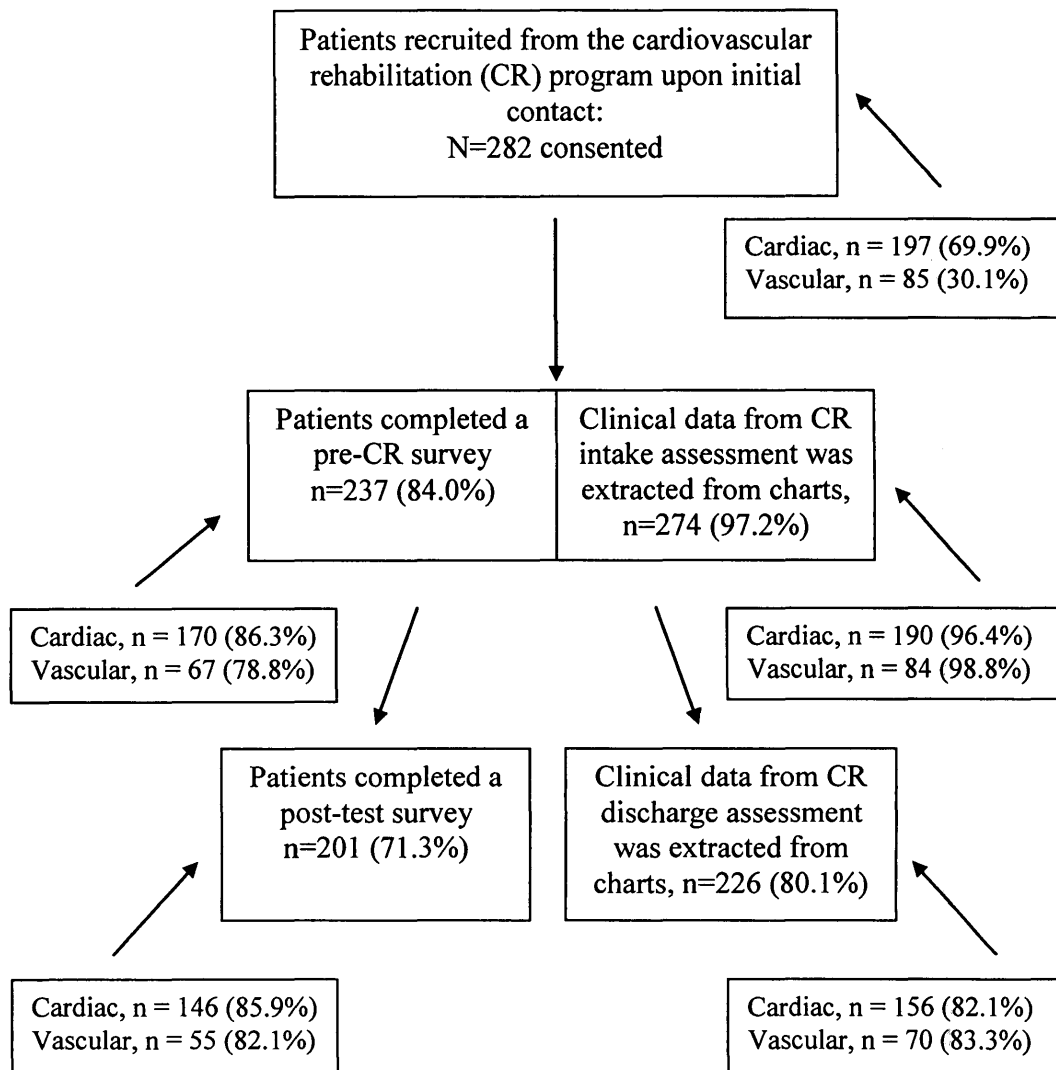 Patients recruited from the cardiovascular
rehabilitation (CR) program upon initial
contact:
N=282 consented
Cardiac, n = 197 (69.9%)
Vascular, n = 85 (30.1%)
Patients completed a
pre-CR survey
n=237 (84.0%)
Clinical data from CR
intake assessment was
extracted from charts,
n=274 (97.2%)
Cardiac, n = 170 (86.3%)
Vascular, n = 67 (78.8%)
Cardiac, n = 190 (96.4%)
Vascular, n = 84 (98.8%)
Patients completed a
post-test survey
n=201 (71.3%)
Clinical data from CR
discharge assessment
was extracted from
charts, n=226 (80.1%)
Cardiac, n = 146 (85.9%)
Vascular, n = 55 (82.1%)
Cardiac, n = 156 (82.1%)
Vascular, n = 70 (83.3%)